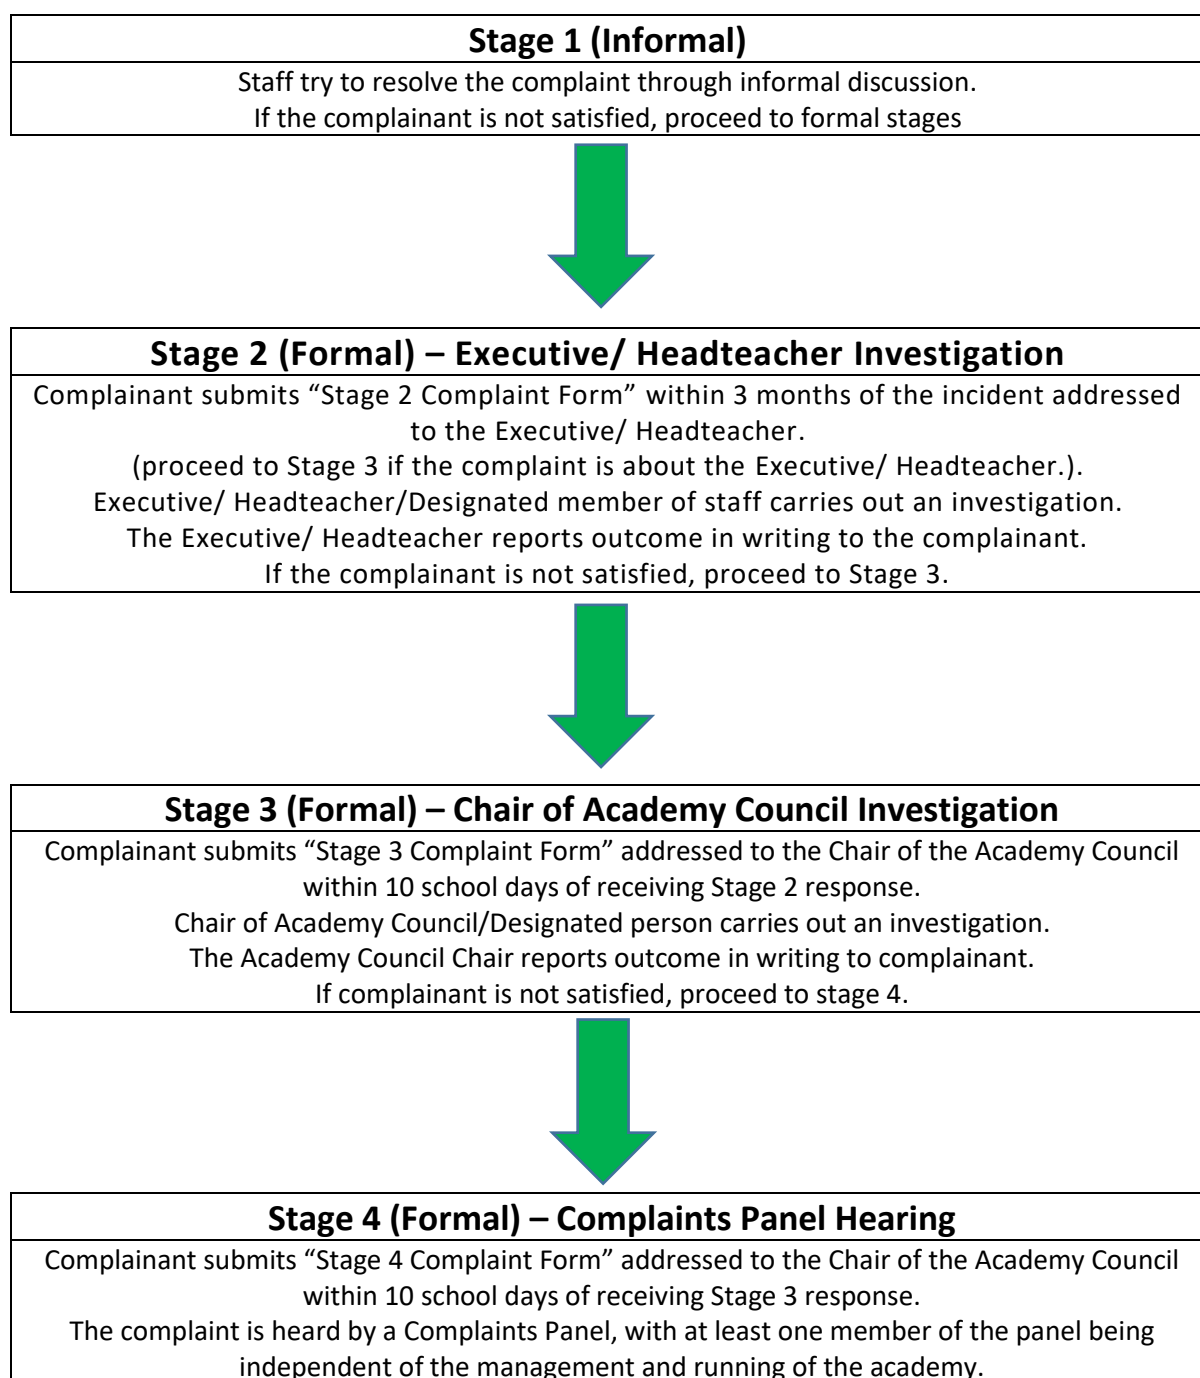 Stage 1 (Informal)
Staff try to resolve the complaint through informal discussion.
If the complainant is not satisfied, proceed to formal stages
Stage 2 (Formal) – Executive/ Headteacher Investigation
Complainant submits “Stage 2 Complaint Form” within 3 months of the incident addressed
to the Executive/ Headteacher.
(proceed to Stage 3 if the complaint is about the Executive/ Headteacher.).
Executive/ Headteacher/Designated member of staff carries out an investigation.
The Executive/ Headteacher reports outcome in writing to the complainant.
If the complainant is not satisfied, proceed to Stage 3.
Stage 3 (Formal) – Chair of Academy Council Investigation
Complainant submits “Stage 3 Complaint Form” addressed to the Chair of the Academy Council
within 10 school days of receiving Stage 2 response.
Chair of Academy Council/Designated person carries out an investigation.
The Academy Council Chair reports outcome in writing to complainant.
If complainant is not satisfied, proceed to stage 4.
Stage 4 (Formal) – Complaints Panel Hearing
Complainant submits “Stage 4 Complaint Form” addressed to the Chair of the Academy Council
within 10 school days of receiving Stage 3 response.
The complaint is heard by a Complaints Panel, with at least one member of the panel being
independent of the management and running of the academy.